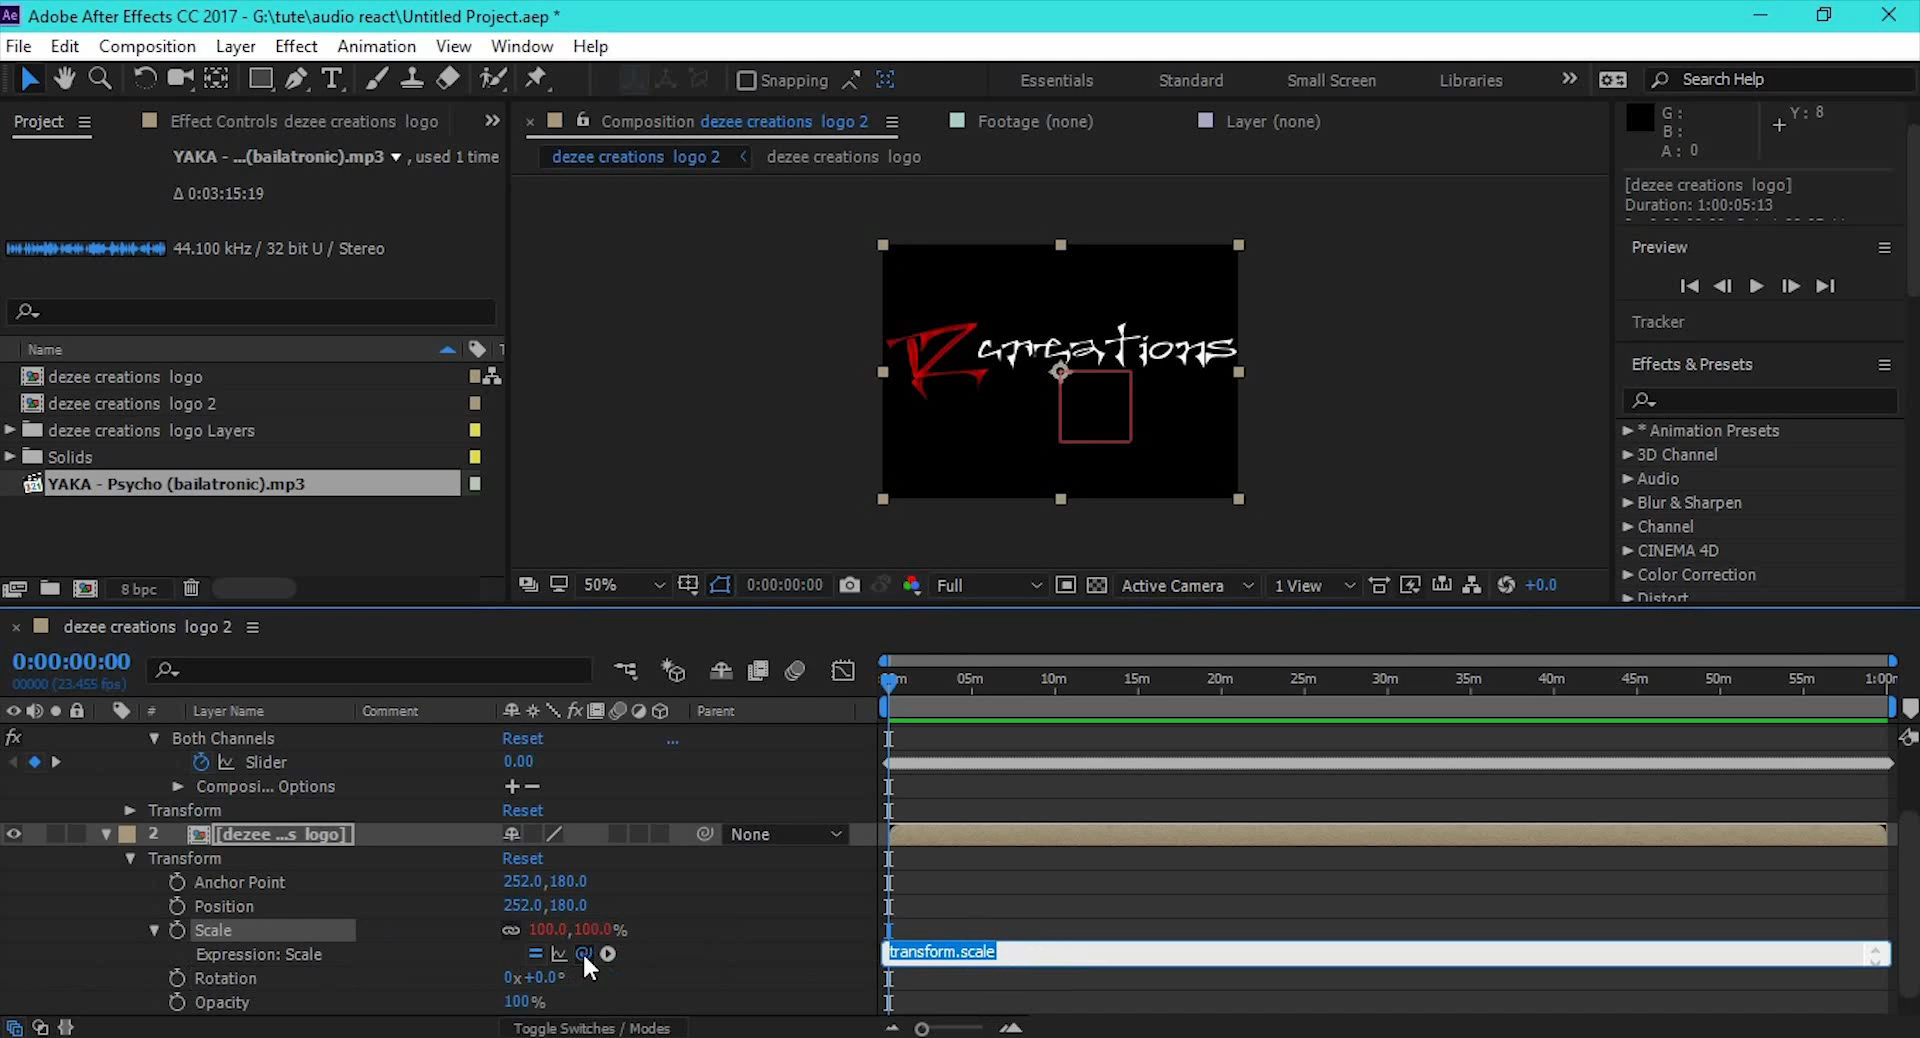 Ae Adobe After Effects CC 2017 - G:\tute\audio react\Untitled Project.aep *
File Edit Composition Layer Effect Animation View Window Help
Snapping Essentials Standard Small Screen Libraries Search Help
Project Effect Controls dezee creations logo
Composition dezee creations logo 2 Footage (none) Layer (none)
G: Y: 8
B:
A: 0
YAKA - ...(bailatronic).mp3 , used 1 time
dezee creations logo 2 dezee creations logo
Δ 0:03:15:19
[dezee creations logo]
Duration: 1:00:05:13
44.100 kHz / 32 bit U / Stereo
Preview
Tracker
Effects & Presets
creations
Name
dezee creations logo
dezee creations logo 2
dezee creations logo Layers
Solids
YAKA - Psycho (bailatronic).mp3
* Animation Presets
3D Channel
Audio
Blur & Sharpen
Channel
CINEMA 4D
Color Correction
Distort
8 bpc
50% 0:00:00:00 Full Active Camera 1 View +0.0
dezee creations logo 2
0:00:00:00
00000 (23.455 fps)
05m 10m 15m 20m 25m 30m 35m 40m 45m 50m 55m
# Layer Name Comment fx Parent
fx Both Channels Reset ...
Slider 0.00
Composi... Options + −
Transform Reset
2 [dezee ...s logo] None
Transform Reset
Anchor Point 252.0,180.0
Position 252.0,180.0
Scale 100.0,100.0%
Expression: Scale transform.scale
Rotation 0x+0.0°
Opacity 100%
Toggle Switches / Modes